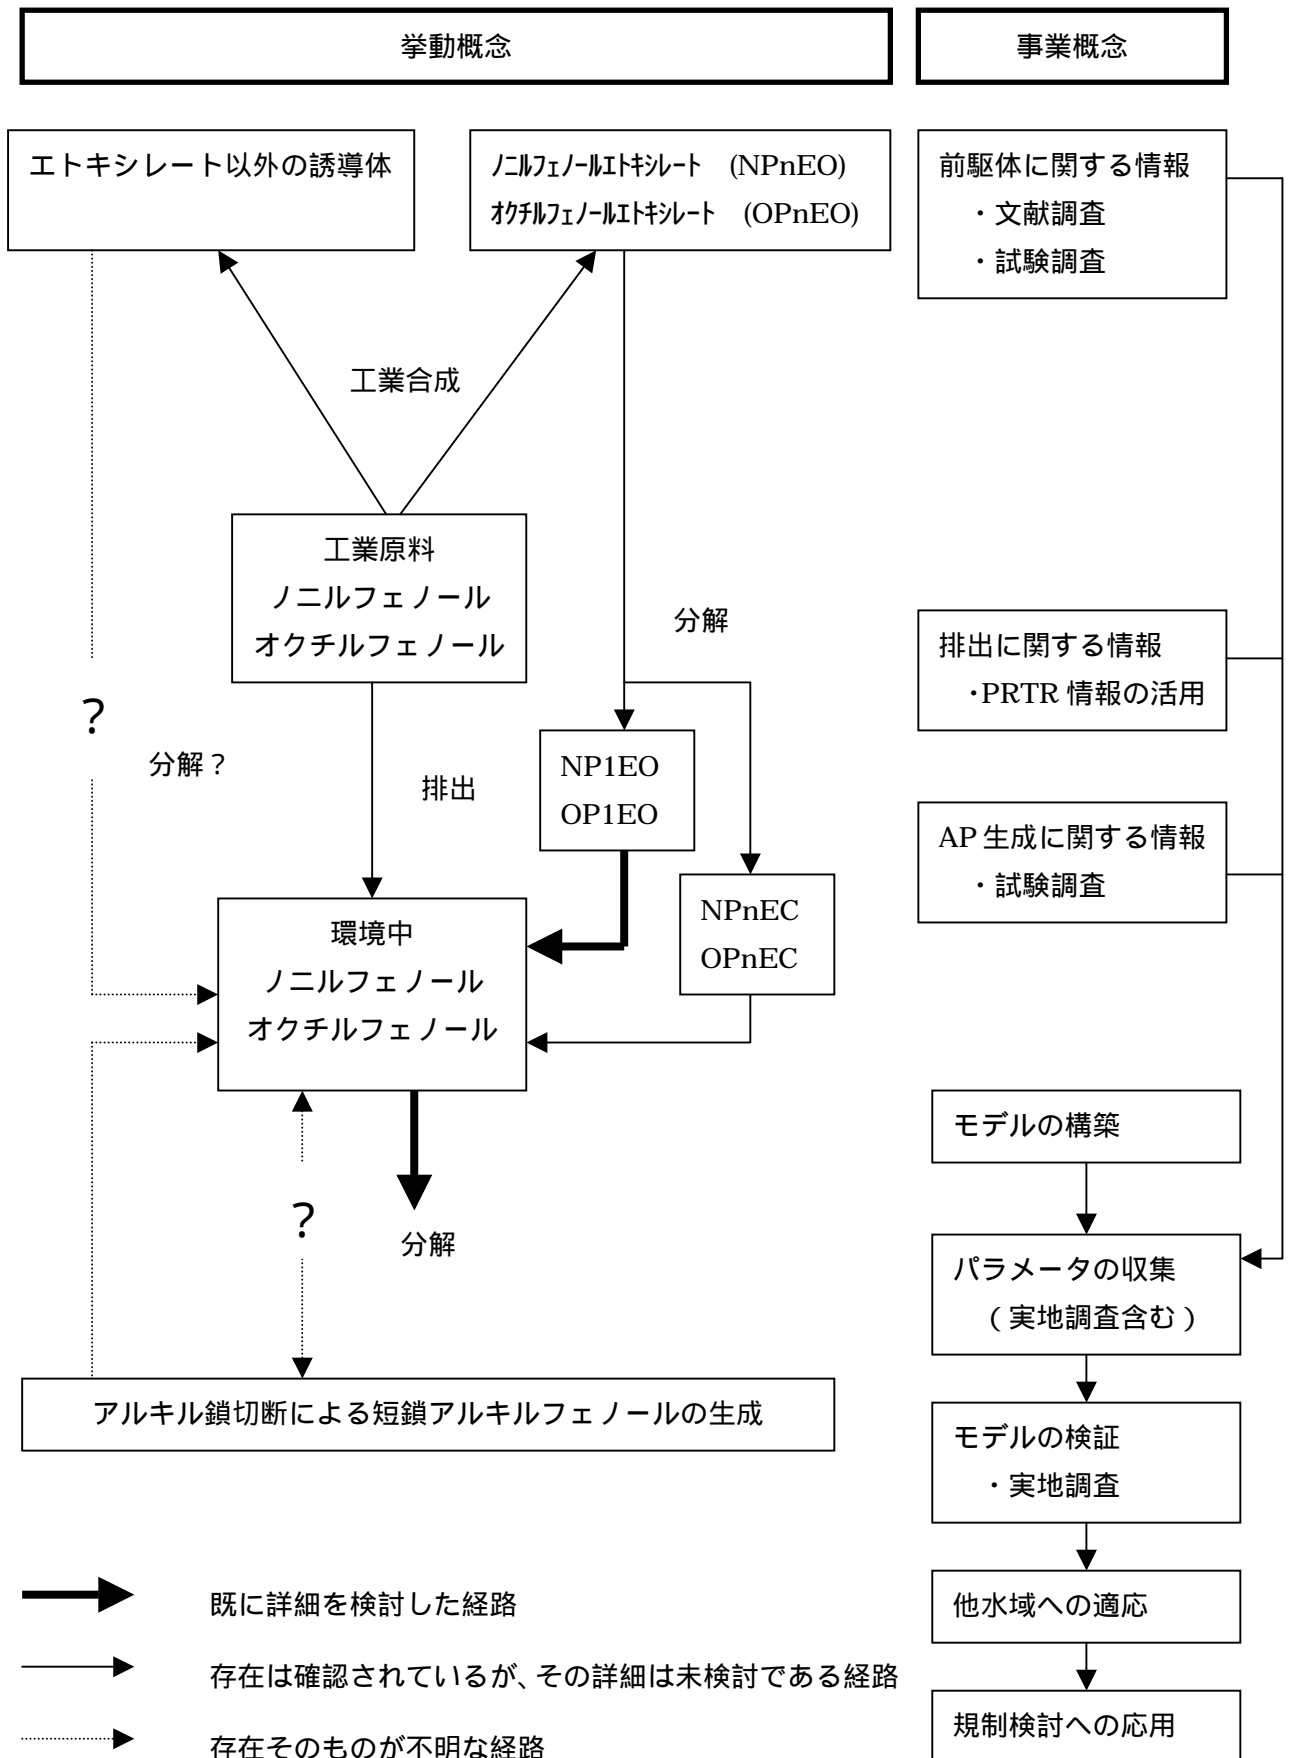 挙動概念
事業概念
エトキシレート以外の誘導体
ﾉﾆﾙﾌｪﾉｰﾙｴﾄｷｼﾚｰﾄ (NPnEO)
ｵｸﾁﾙﾌｪﾉｰﾙｴﾄｷｼﾚｰﾄ (OPnEO)
前駆体に関する情報
・文献調査
・試験調査
工業合成
工業原料
ノニルフェノール
オクチルフェノール
分解
排出に関する情報
・PRTR 情報の活用
?
分解？
排出
NP1EO
OP1EO
AP 生成に関する情報
・試験調査
NPnEC
OPnEC
環境中
ノニルフェノール
オクチルフェノール
モデルの構築
?
分解
パラメータの収集
（実地調査含む）
アルキル鎖切断による短鎖アルキルフェノールの生成
モデルの検証
・実地調査
既に詳細を検討した経路
他水域への適応
存在は確認されているが、その詳細は未検討である経路
規制検討への応用
存在そのものが不明な経路